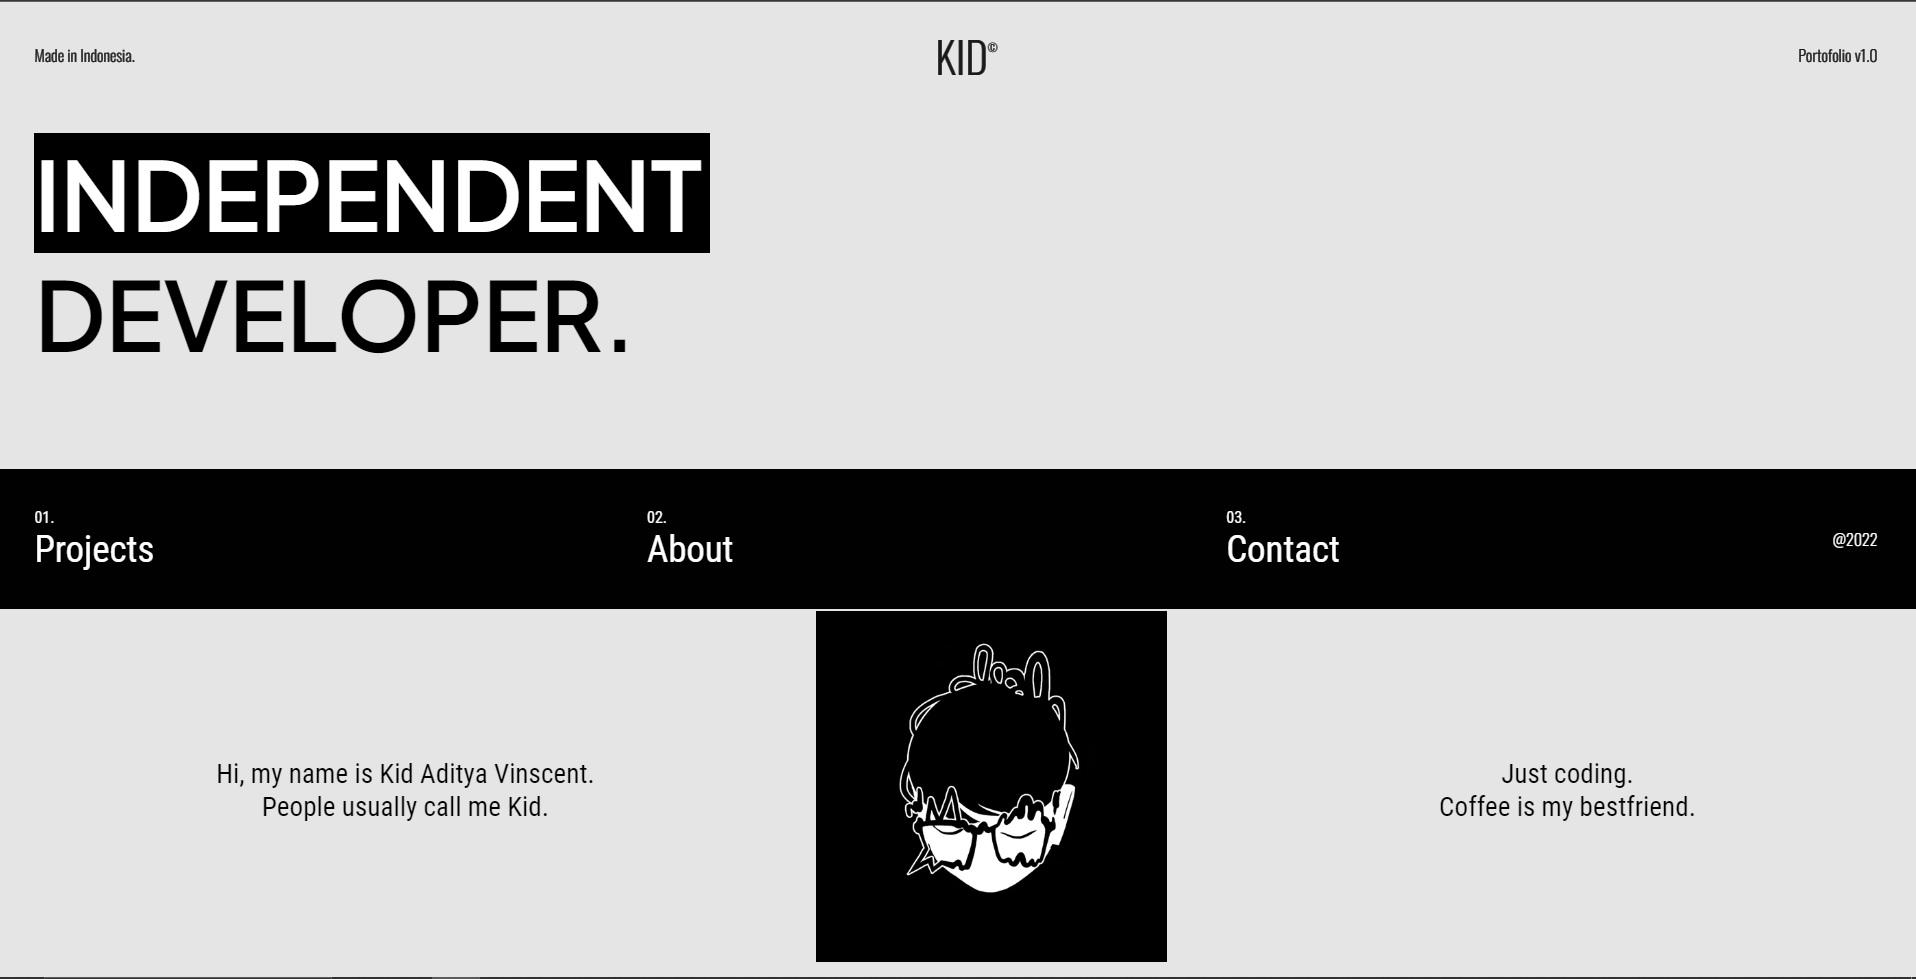 Made in Indonesia.
KID©
Portofolio v1.0
INDEPENDENT
DEVELOPER.
01.
Projects
02.
About
03.
Contact
@2022
Hi, my name is Kid Aditya Vinscent.
People usually call me Kid.
Just coding.
Coffee is my bestfriend.